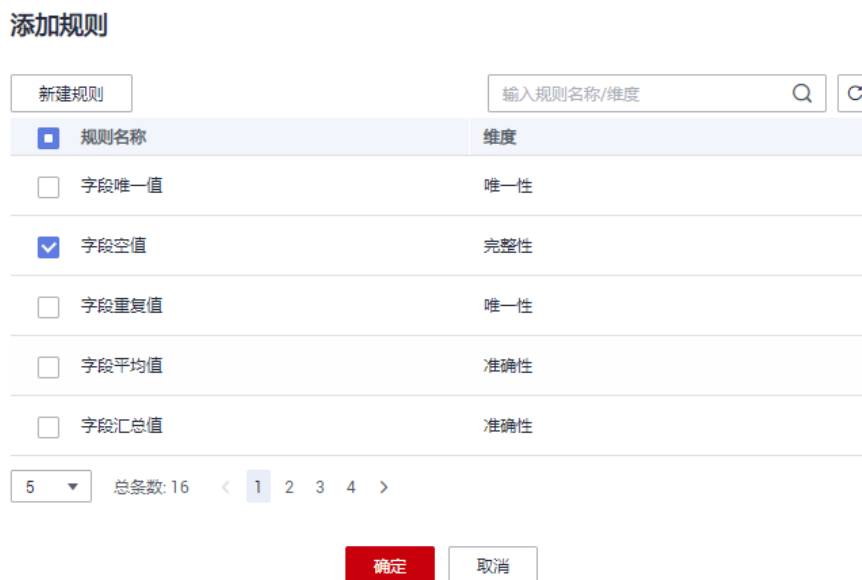 添加规则
新建规则 输入规则名称/维度
规则名称 维度
字段唯一值 唯一性
字段空值 完整性
字段重复值 唯一性
字段平均值 准确性
字段汇总值 准确性
5 总条数: 16 < 1 2 3 4 >
确定 取消